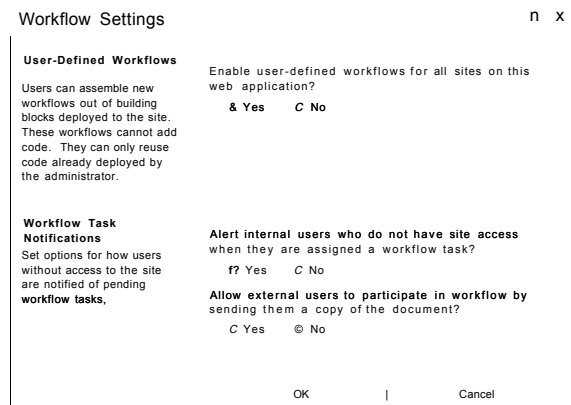 Workflow Settings
n x
User-Defined Workflows
Users can assemble new
workflows out of building
blocks deployed to the site.
These workflows cannot add
code. They can only reuse
code already deployed by
the administrator.
Enable user-defined workflows for all sites on this
web application?
& Yes C No
Workflow Task
Notifications
Set options for how users
without access to the site
are notified of pending
workflow tasks,
Alert internal users who do not have site access
when they are assigned a workflow task?
f? Yes C No
Allow external users to participate in workflow by
sending them a copy of the document?
C Yes © No
OK | Cancel